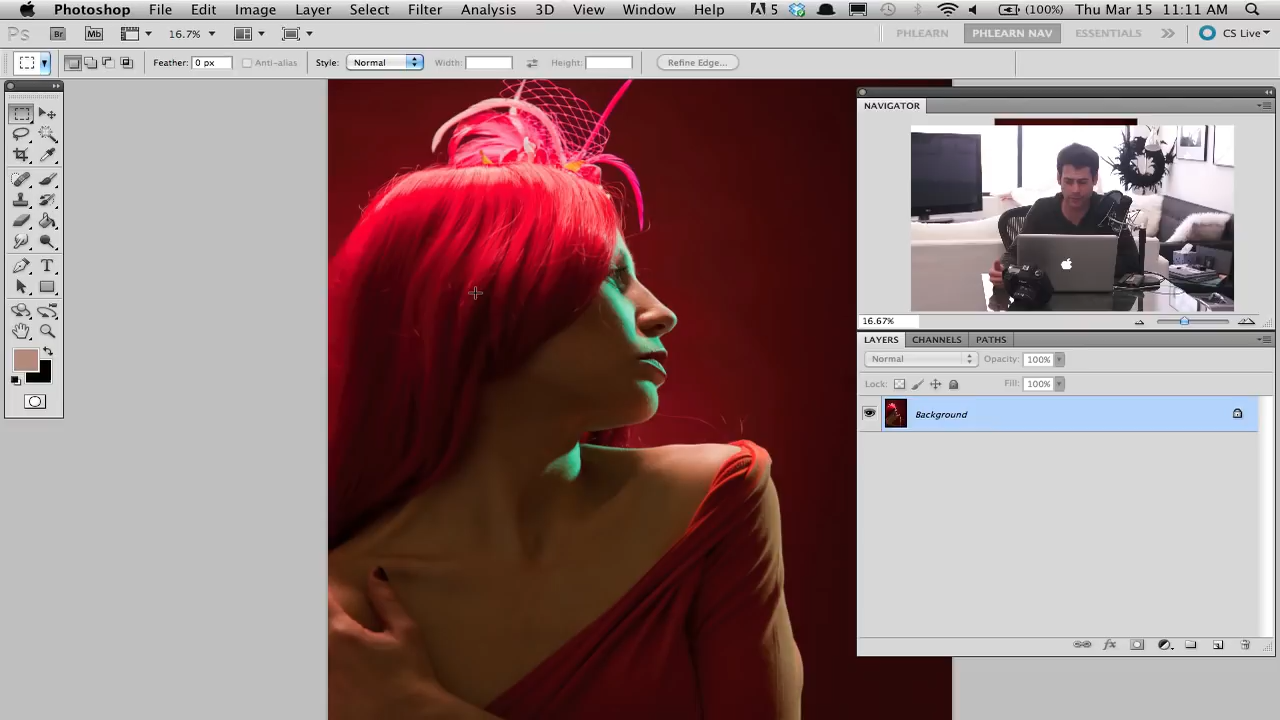 Photoshop File Edit Image Layer Select Filter Analysis 3D View Window Help 5 (100%) Thu Mar 15 11:11 AM
Ps Br Mb 16.7% PHLEARN PHLEARN NAV ESSENTIALS CS Live
Feather: 0 px Anti-alias Style: Normal Width: Height: Refine Edge...
NAVIGATOR
16.67%
LAYERS CHANNELS PATHS
Normal Opacity: 100%
Lock: Fill: 100%
Background